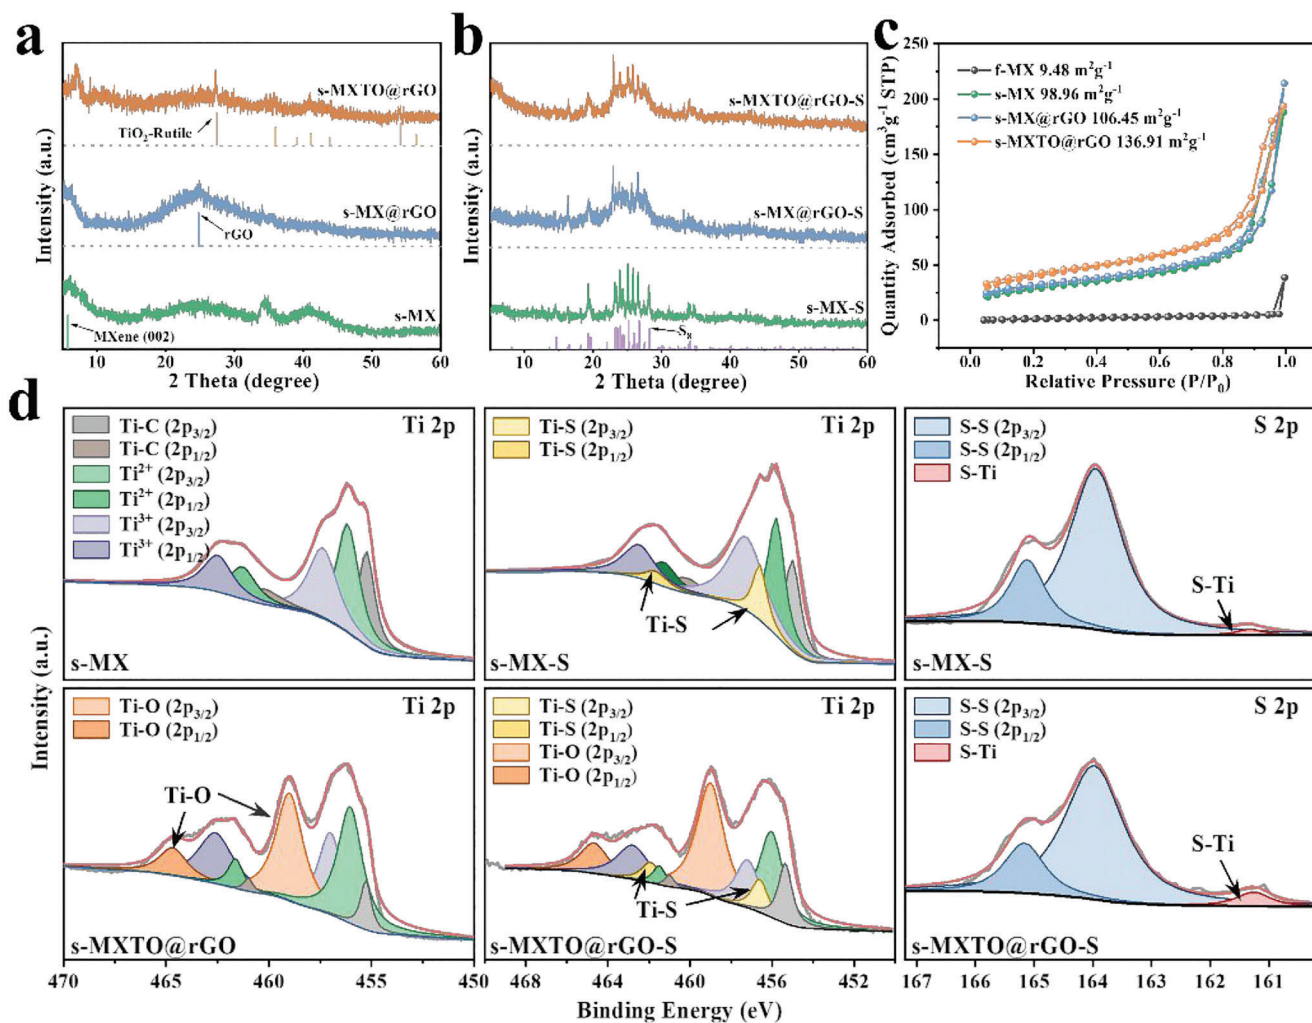 a
s-MXTO@rGO
TiO₂-Rutile
s-MX@rGO
rGO
s-MX
MXene (002)
Intensity (a.u.)
10 20 30 40 50 60
2 Theta (degree)
b
s-MXTO@rGO-S
s-MX@rGO-S
s-MX-S
S₈
Intensity (a.u.)
10 20 30 40 50 60
2 Theta (degree)
c
f-MX 9.48 m²g⁻¹
s-MX 98.96 m²g⁻¹
s-MX@rGO 106.45 m²g⁻¹
s-MXTO@rGO 136.91 m²g⁻¹
Quantity Adsorbed (cm³g⁻¹ STP)
250
200
150
100
50
0
0.0 0.2 0.4 0.6 0.8 1.0
Relative Pressure (P/P₀)
d
Ti-C (2p₃/₂)
Ti-C (2p₁/₂)
Ti²⁺ (2p₃/₂)
Ti²⁺ (2p₁/₂)
Ti³⁺ (2p₃/₂)
Ti³⁺ (2p₁/₂)
Ti 2p
s-MX
Ti-S (2p₃/₂)
Ti-S (2p₁/₂)
Ti 2p
Ti-S
s-MX-S
S-S (2p₃/₂)
S-S (2p₁/₂)
S-Ti
S 2p
S-Ti
s-MX-S
Intensity (a.u.)
Ti-O (2p₃/₂)
Ti-O (2p₁/₂)
Ti 2p
Ti-O
s-MXTO@rGO
470 465 460 455 450
Ti-S (2p₃/₂)
Ti-S (2p₁/₂)
Ti-O (2p₃/₂)
Ti-O (2p₁/₂)
Ti 2p
Ti-S
s-MXTO@rGO-S
468 464 460 456 452
S-S (2p₃/₂)
S-S (2p₁/₂)
S-Ti
S 2p
S-Ti
s-MXTO@rGO-S
167 166 165 164 163 162 161
Binding Energy (eV)